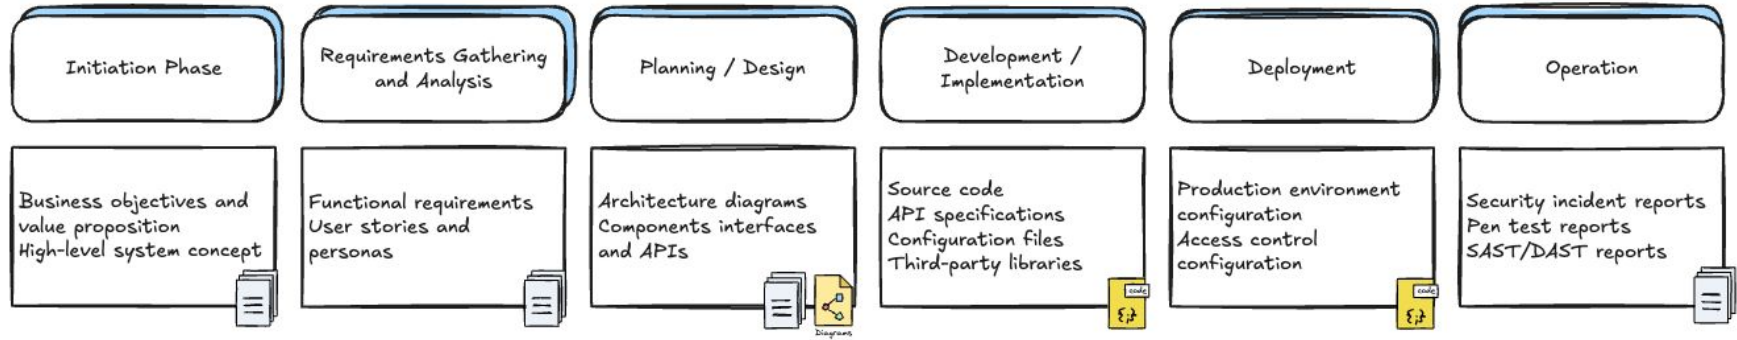 Initiation Phase
Requirements Gathering
and Analysis
Planning / Design
Development /
Implementation
Deployment
Operation
Business objectives and
value proposition
High-level system concept
Functional requirements
User stories and
personas
Architecture diagrams
Components interfaces
and APIs
Diagrams
Source code
API specifications
Configuration files
Third-party libraries
code
{;}
Production environment
configuration
Access control
configuration
code
{;}
Security incident reports
Pen test reports
SAST/DAST reports